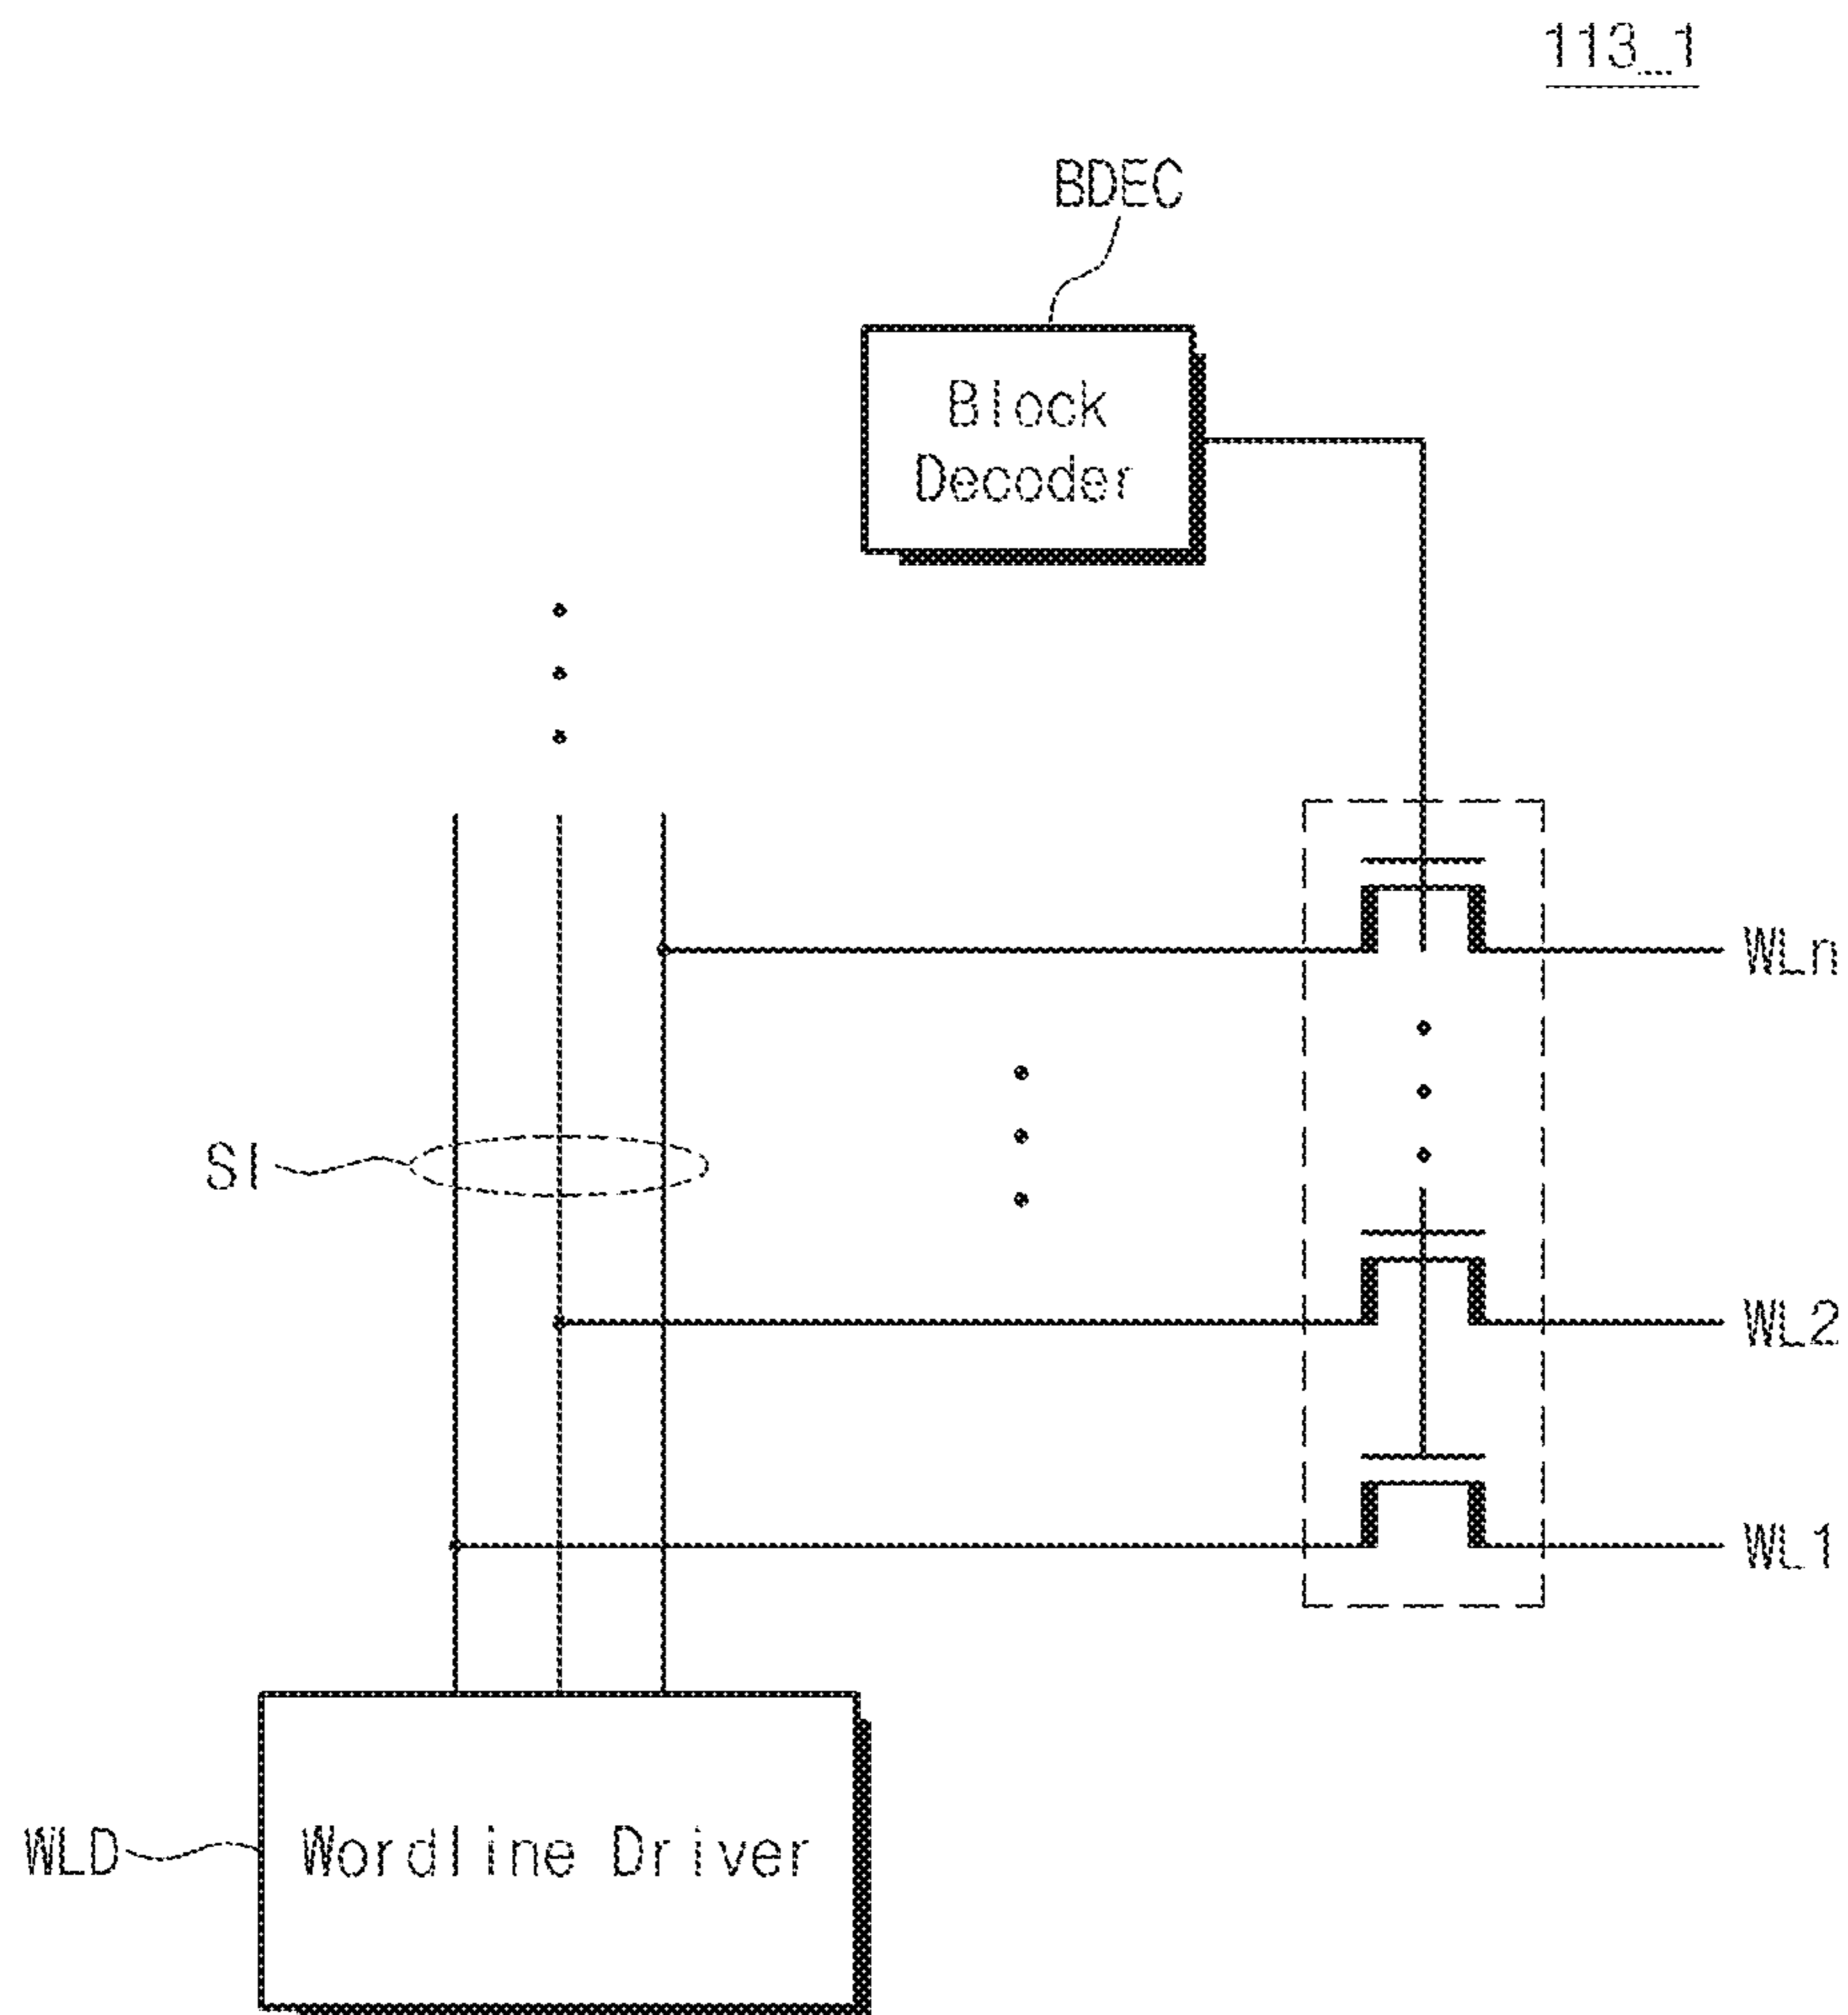 113_1
BDEC
Block
Decoder
WLn
SI
WL2
WL1
WLD
Wordline Driver